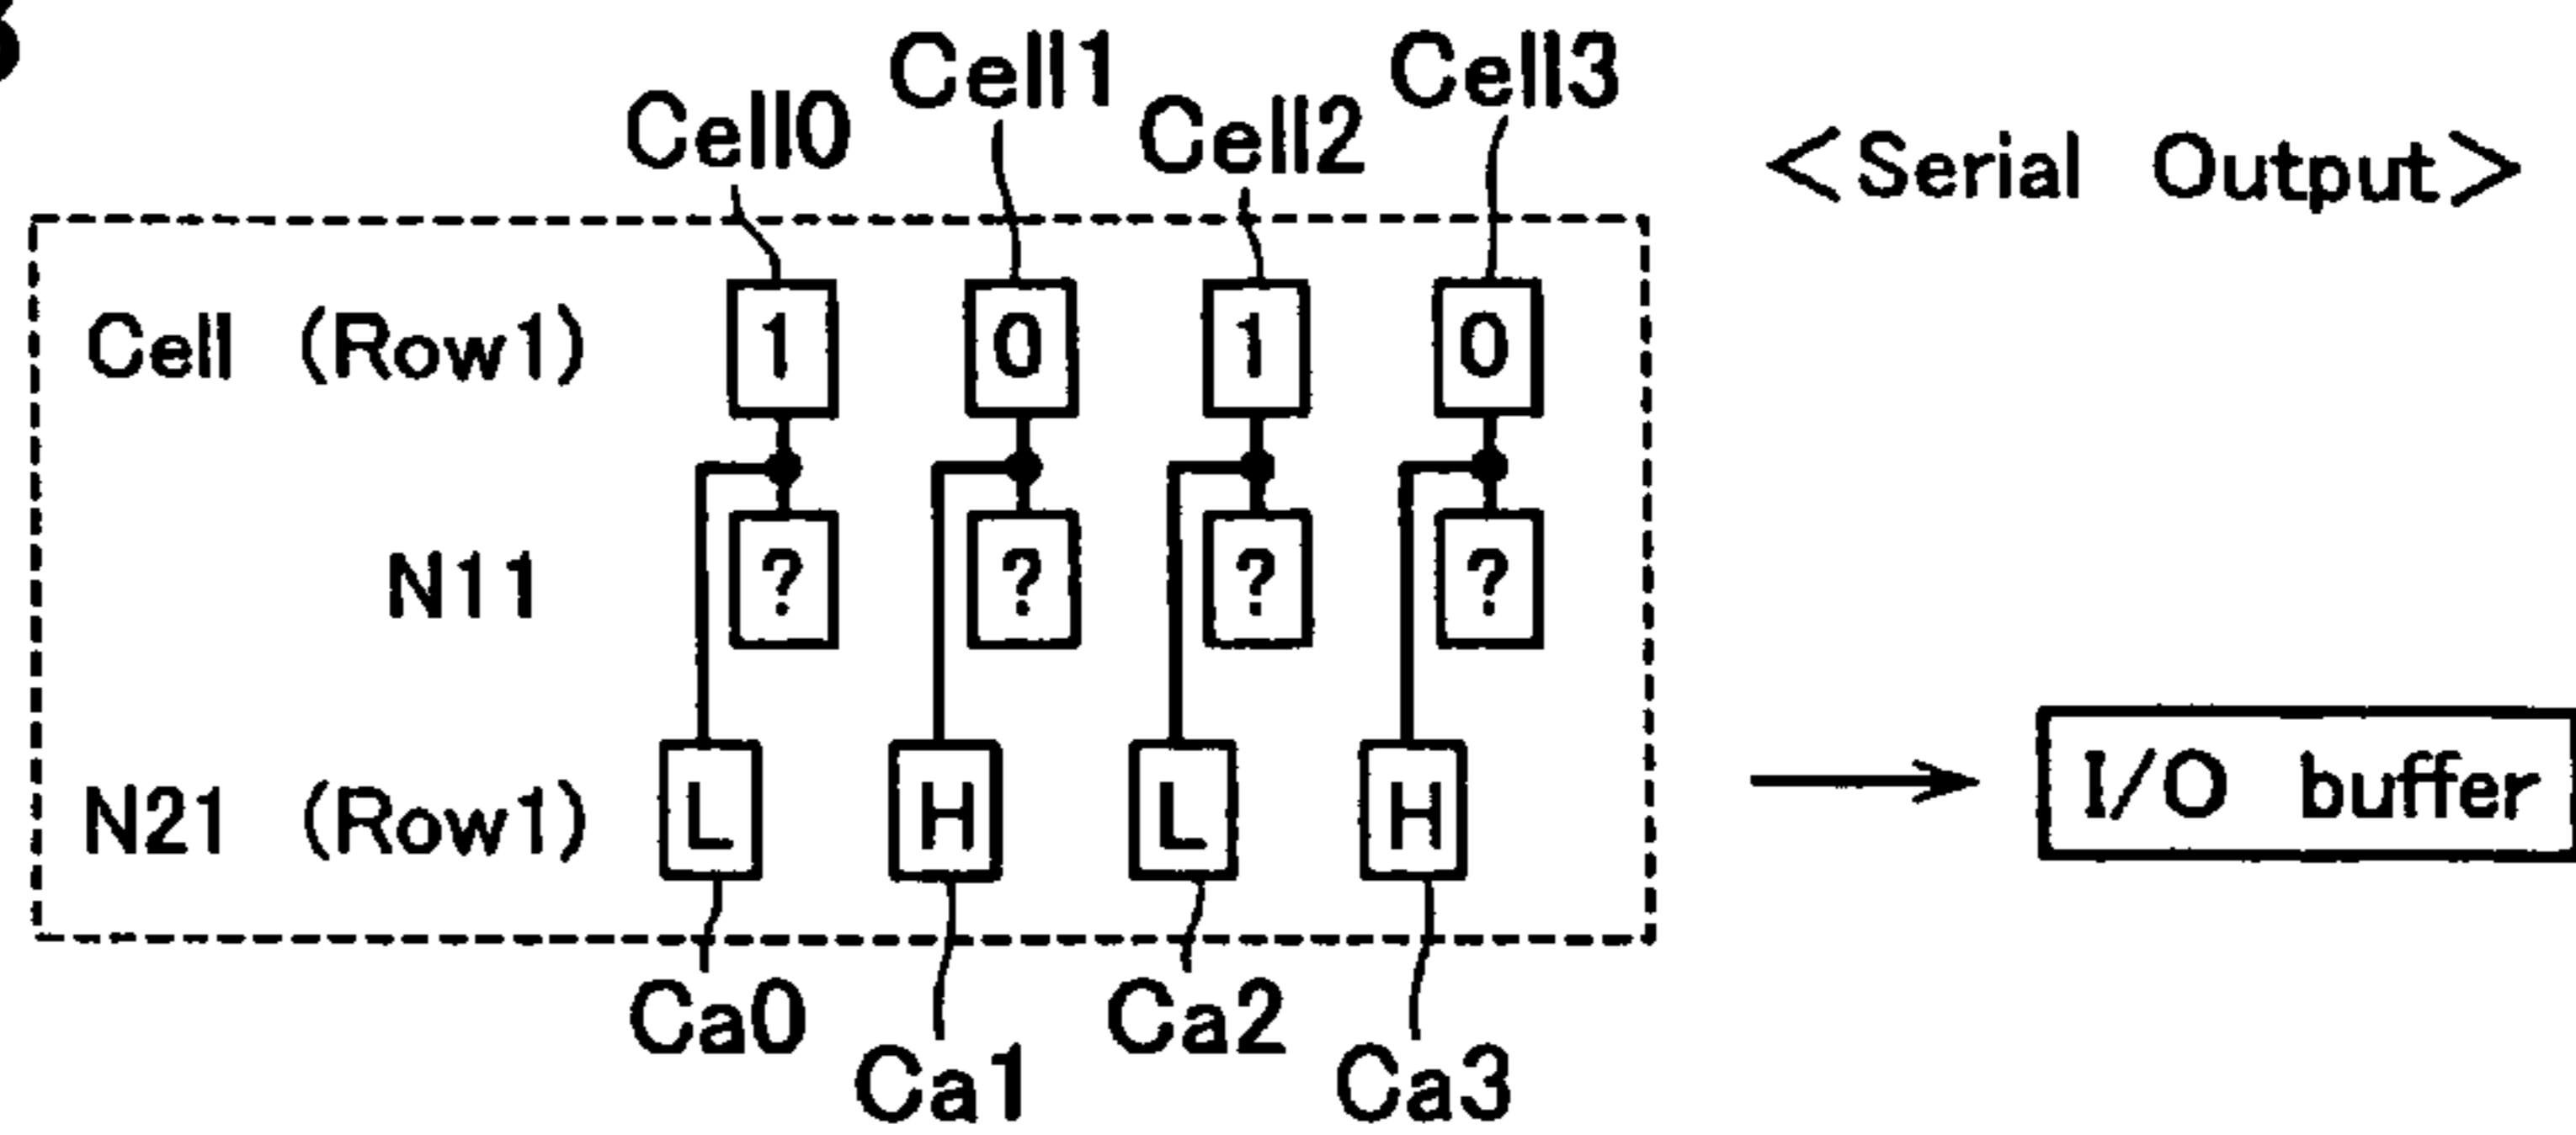 Cell0 Cell1 Cell2 Cell3
<Serial Output>
Cell (Row1) 1 0 1 0
N11 ? ? ? ?
N21 (Row1) L H L H
I/O buffer
Ca0 Ca1 Ca2 Ca3